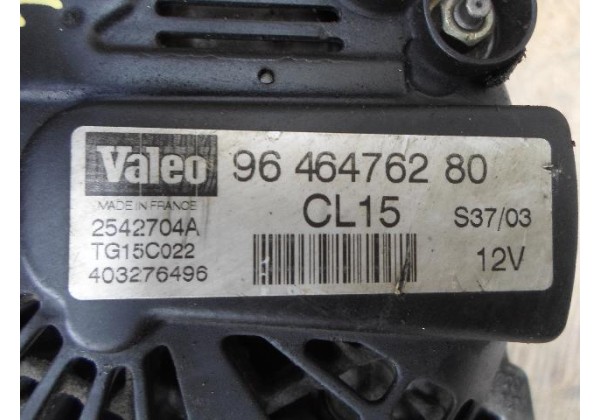 Valeo 96 464762 80
MADE IN FRANCE CL15 S37/03
2542704A
TG15C022 12V
403276496